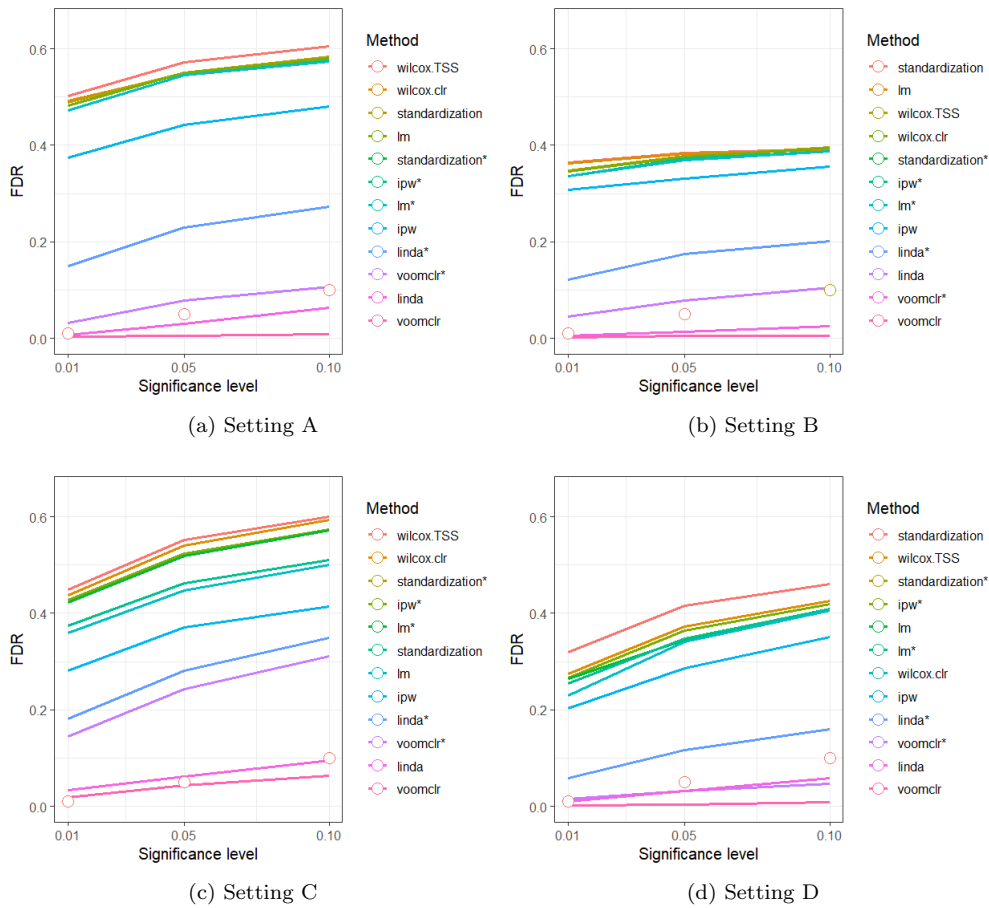 FDR
0.6
0.4
0.2
0.0
0.01
0.05
0.10
Significance level
Method
wilcox.TSS
wilcox.clr
standardization
lm
standardization*
ipw*
lm*
ipw
linda*
voomclr*
linda
voomclr
(a) Setting A
FDR
0.6
0.4
0.2
0.0
0.01
0.05
0.10
Significance level
Method
standardization
lm
wilcox.TSS
wilcox.clr
standardization*
ipw*
lm*
ipw
linda*
linda
voomclr*
voomclr
(b) Setting B
FDR
0.6
0.4
0.2
0.0
0.01
0.05
0.10
Significance level
Method
wilcox.TSS
wilcox.clr
standardization*
ipw*
lm*
standardization
lm
ipw
linda*
voomclr*
linda
voomclr
(c) Setting C
FDR
0.6
0.4
0.2
0.0
0.01
0.05
0.10
Significance level
Method
standardization
wilcox.TSS
standardization*
ipw*
lm
lm*
wilcox.clr
ipw
linda*
voomclr*
linda
voomclr
(d) Setting D